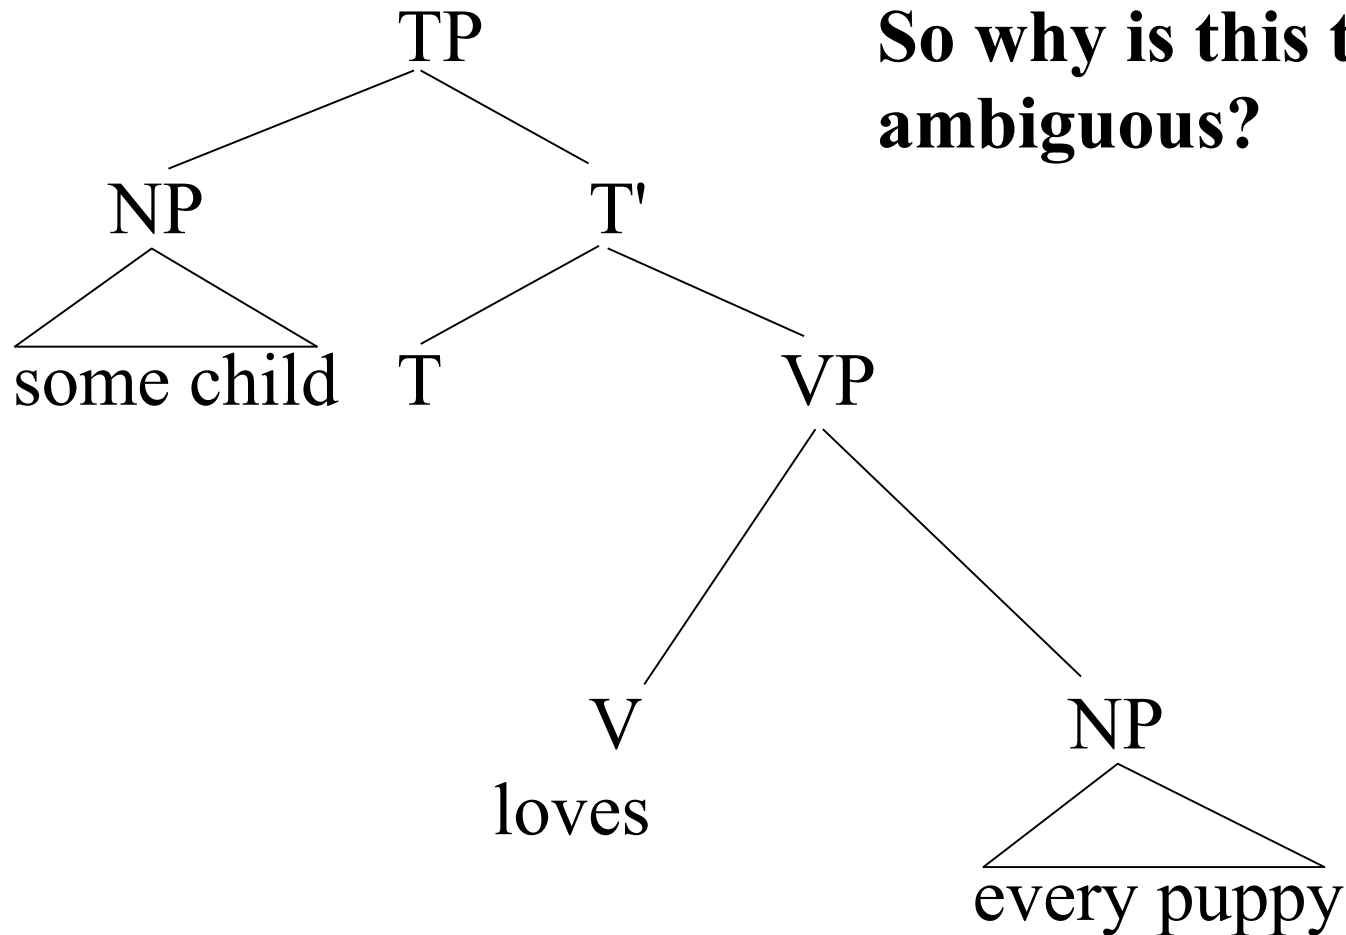 TP
So why is this
ambiguous?
NP
T'
some child
T
VP
V
NP
loves
every puppy